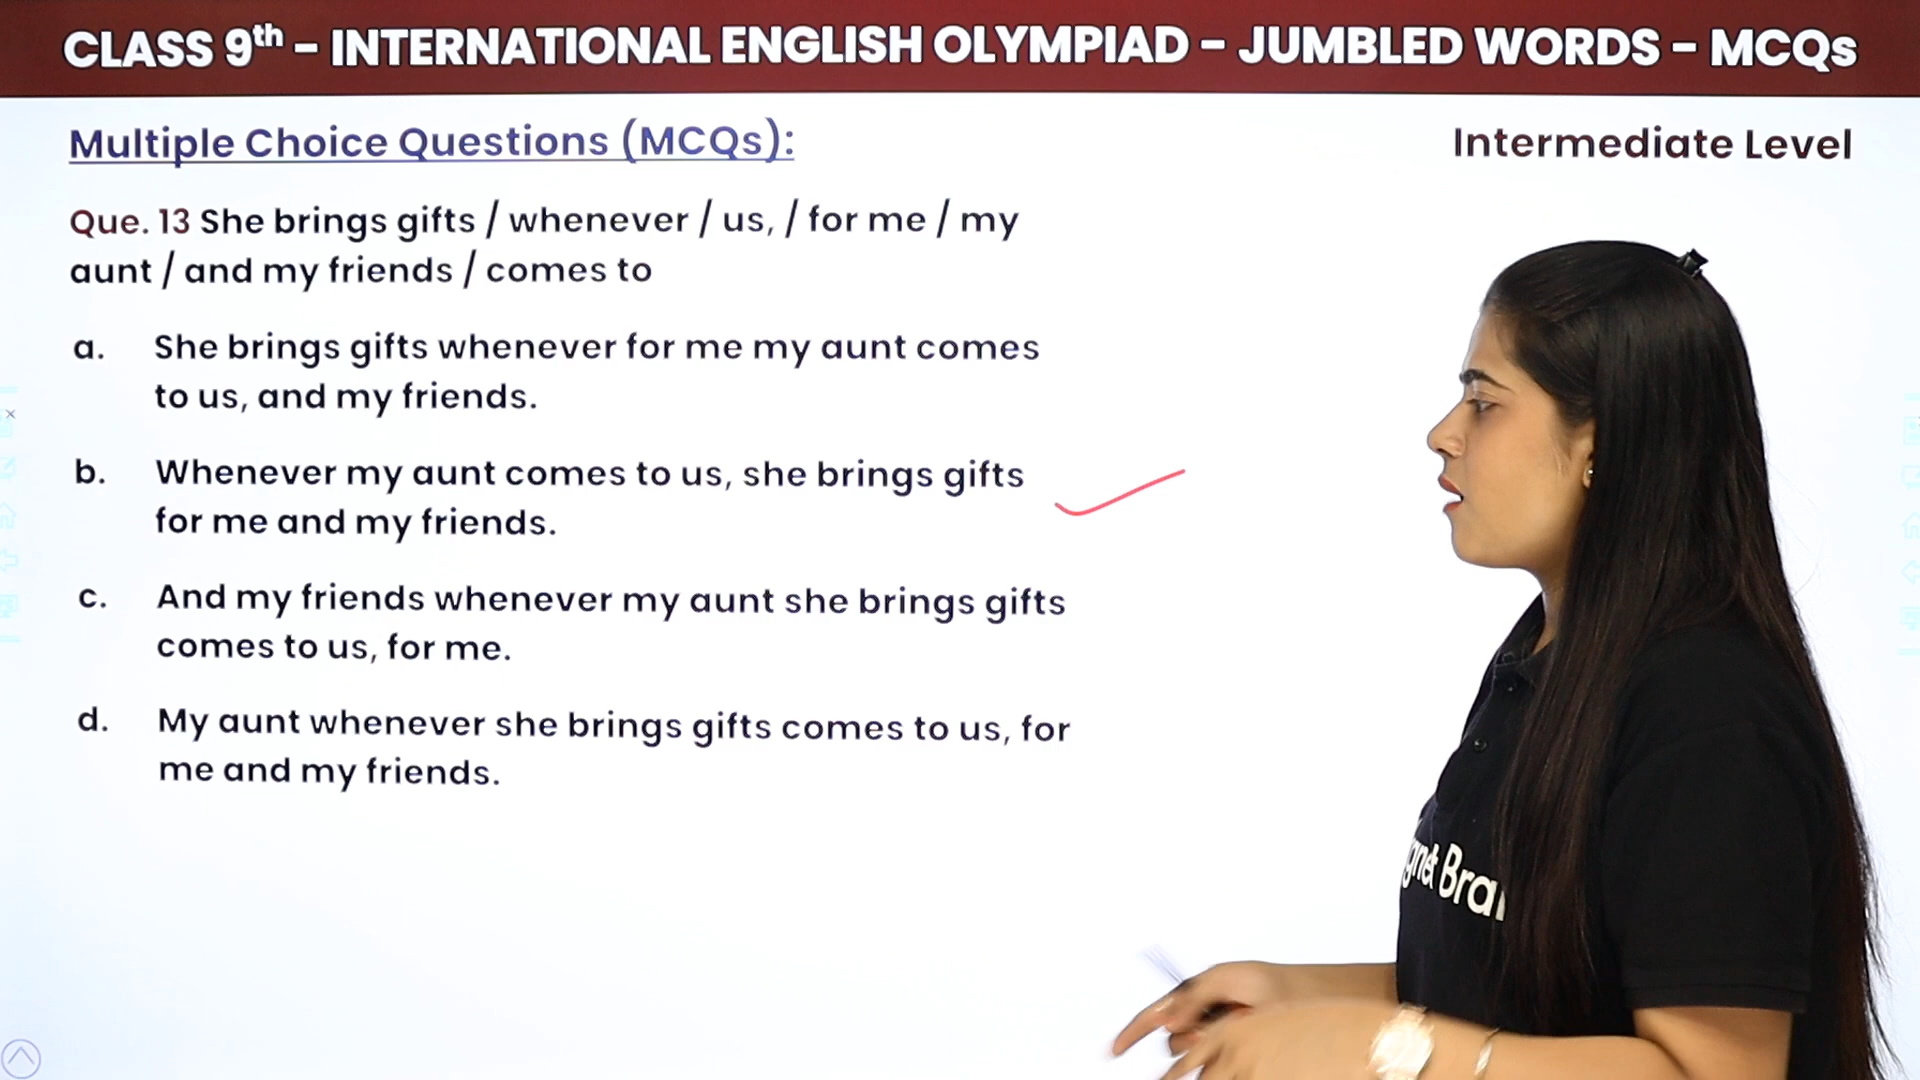 CLASS 9th – INTERNATIONAL ENGLISH OLYMPIAD – JUMBLED WORDS – MCQs
Multiple Choice Questions (MCQs):
Intermediate Level
Que. 13 She brings gifts / whenever / us, / for me / my
aunt / and my friends / comes to
a. She brings gifts whenever for me my aunt comes
to us, and my friends.
b. Whenever my aunt comes to us, she brings gifts
for me and my friends.
c. And my friends whenever my aunt she brings gifts
comes to us, for me.
d. My aunt whenever she brings gifts comes to us, for
me and my friends.